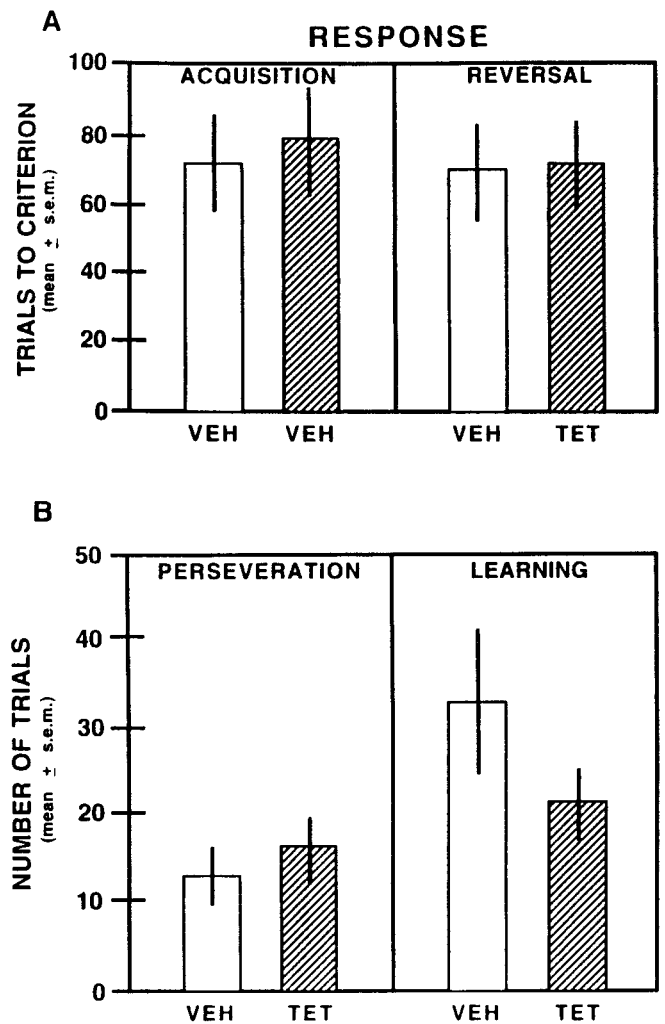 A
RESPONSE
ACQUISITION
REVERSAL
TRIALS TO CRITERION
(mean ± s.e.m.)
100
80
60
40
20
0
VEH
VEH
VEH
TET
B
PERSEVERATION
LEARNING
NUMBER OF TRIALS
(mean ± s.e.m.)
50
40
30
20
10
0
VEH
TET
VEH
TET